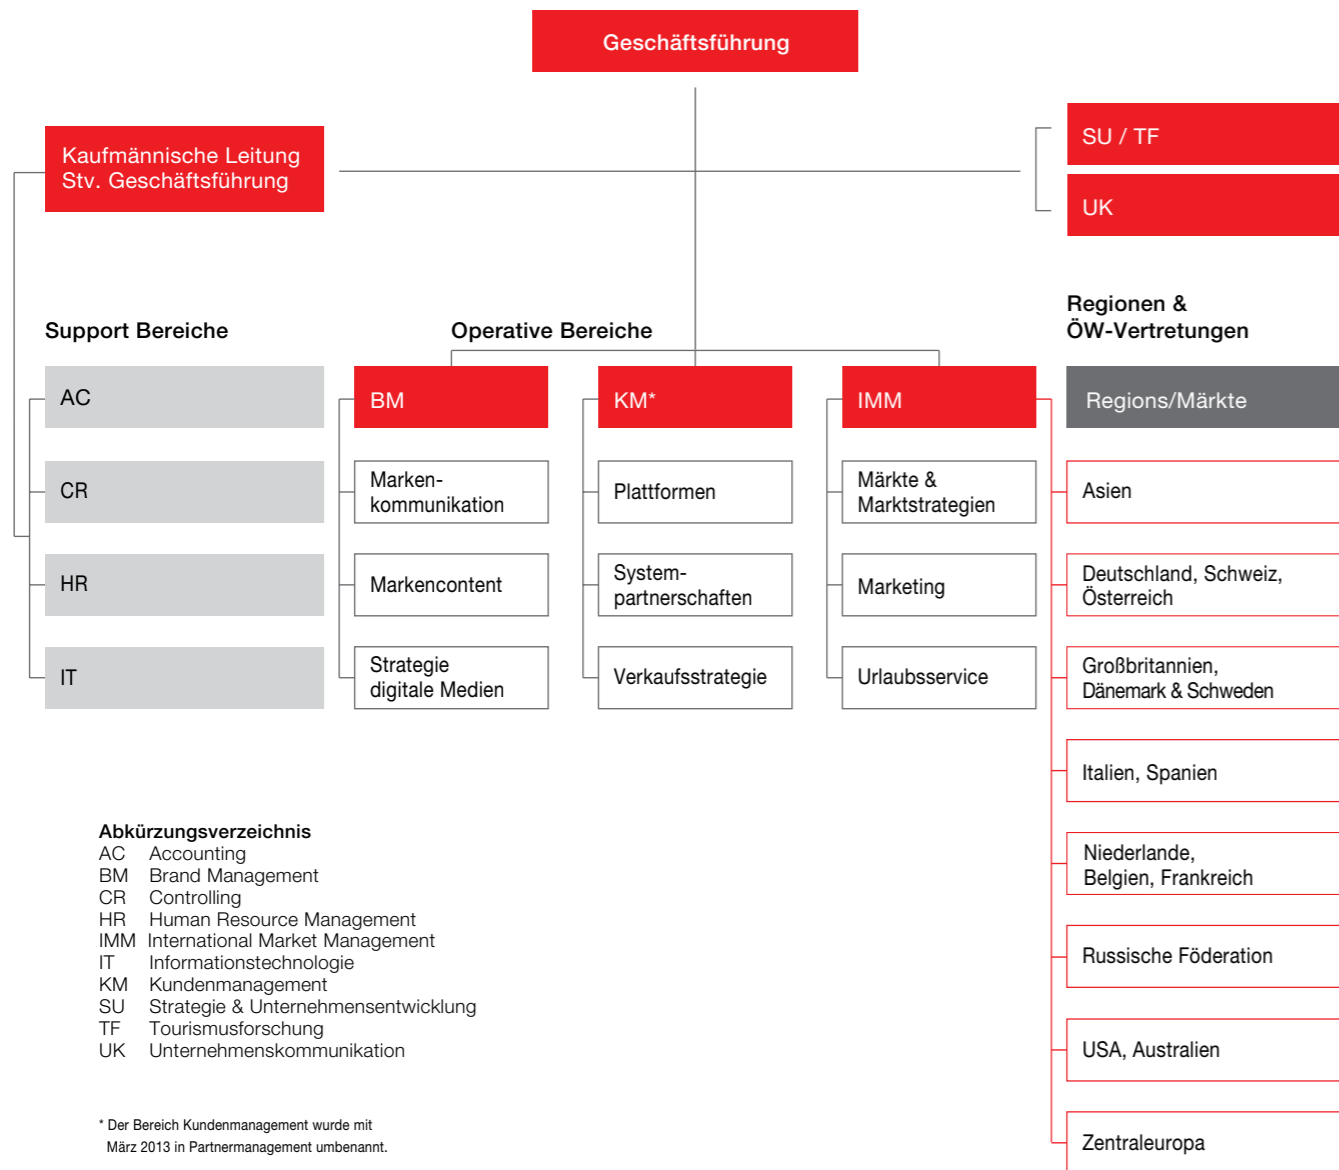 Geschäftsführung
Kaufmännische Leitung
Stv. Geschäftsführung
SU / TF
UK
Support Bereiche
Operative Bereiche
Regionen &
ÖW-Vertretungen
AC
CR
HR
IT
BM
Marken-
kommunikation
Markencontent
Strategie
digitale Medien
KM*
Plattformen
System-
partnerschaften
Verkaufsstrategie
IMM
Märkte &
Marktstrategien
Marketing
Urlaubsservice
Regions/Märkte
Asien
Deutschland, Schweiz,
Österreich
Großbritannien,
Dänemark & Schweden
Italien, Spanien
Niederlande,
Belgien, Frankreich
Russische Föderation
USA, Australien
Zentraleuropa
Abkürzungsverzeichnis
AC Accounting
BM Brand Management
CR Controlling
HR Human Resource Management
IMM International Market Management
IT Informationstechnologie
KM Kundenmanagement
SU Strategie & Unternehmensentwicklung
TF Tourismusforschung
UK Unternehmenskommunikation
* Der Bereich Kundenmanagement wurde mit
März 2013 in Partnermanagement umbenannt.